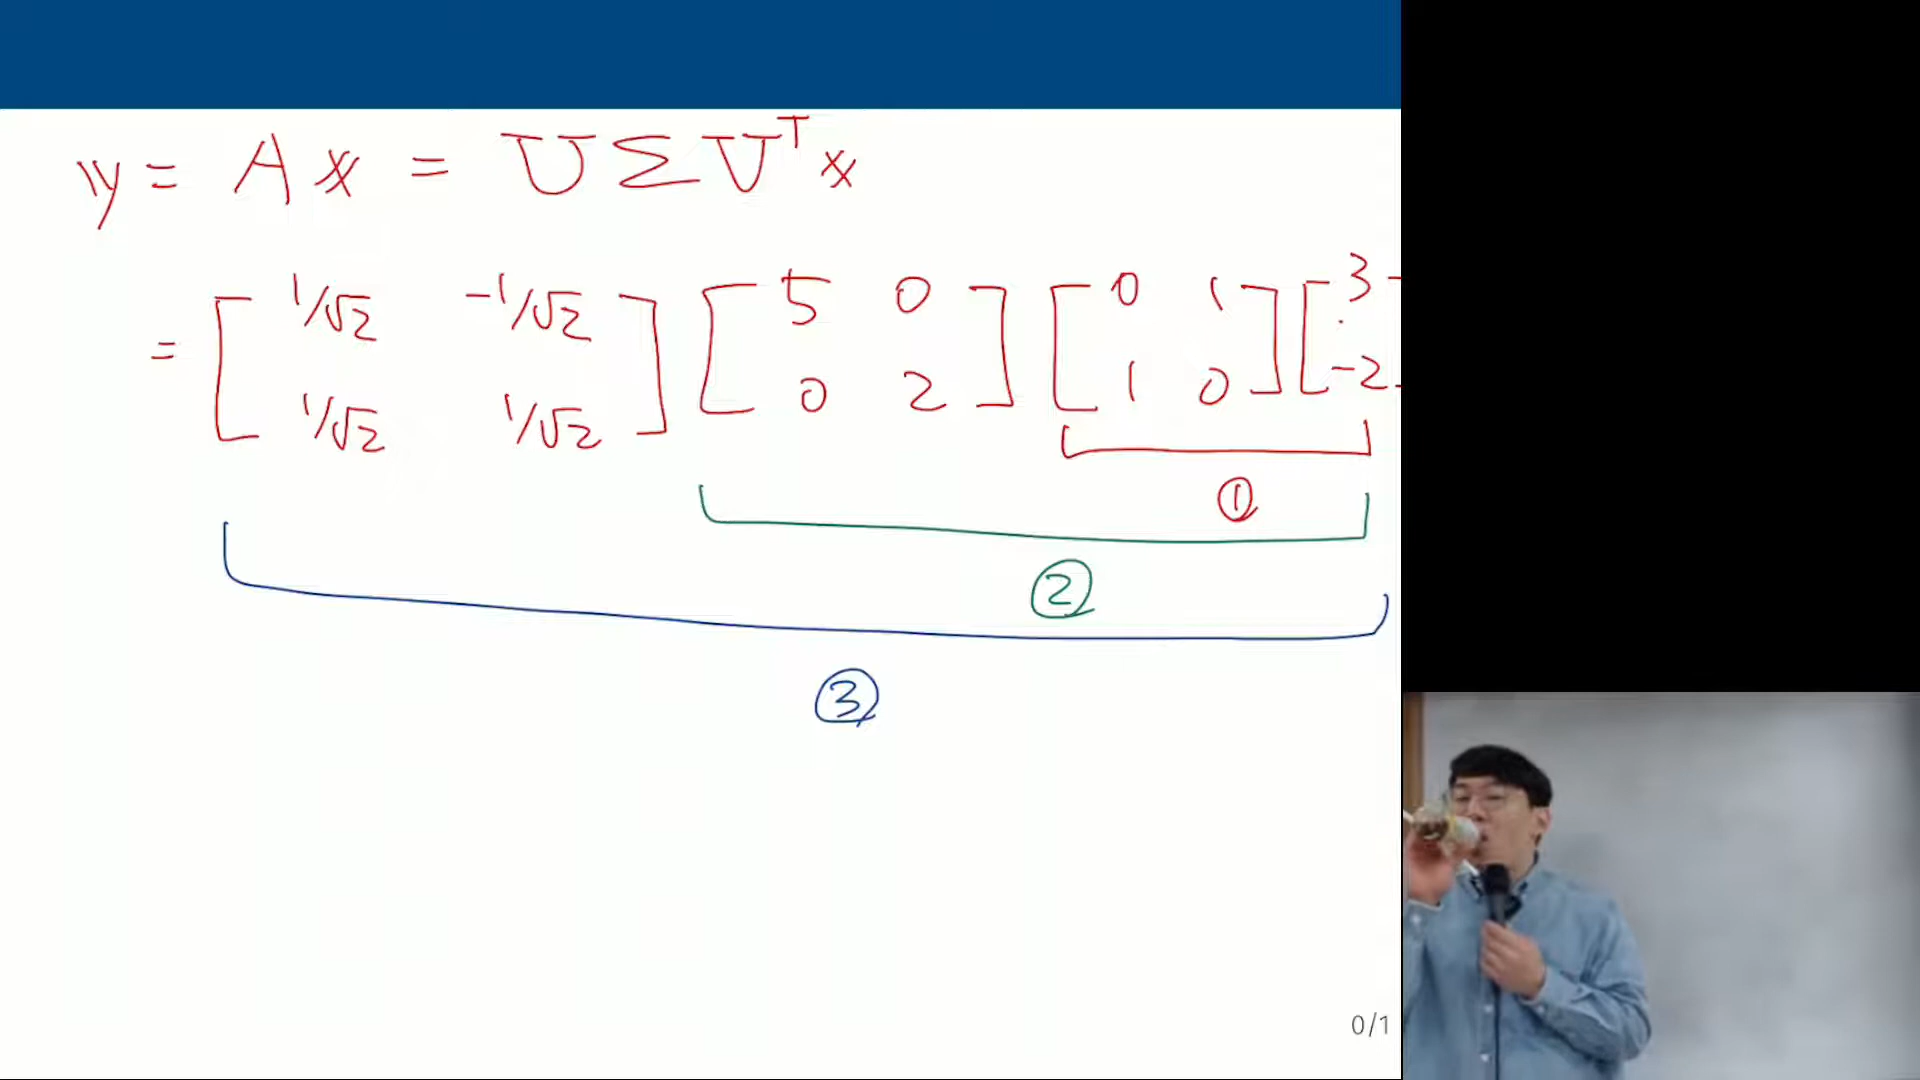 y = Ax = UΣVᵀx
= [1/√2 -1/√2; 1/√2 1/√2] [5 0; 0 2] [0 1; 1 0] [3; -2]
①
②
③
0/1